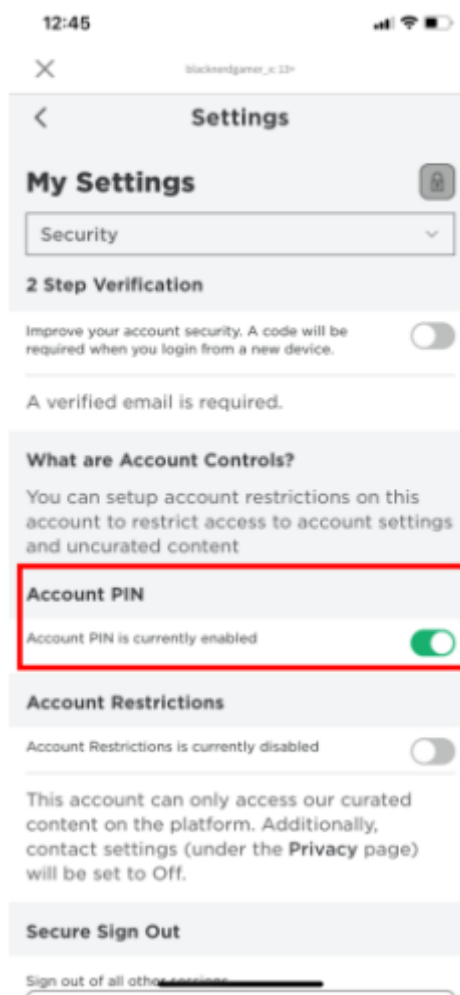 12:45
blacknerdgamer_x: 13+
Settings
My Settings
Security
2 Step Verification
Improve your account security. A code will be
required when you login from a new device.
A verified email is required.
What are Account Controls?
You can setup account restrictions on this
account to restrict access to account settings
and uncurated content
Account PIN
Account PIN is currently enabled
Account Restrictions
Account Restrictions is currently disabled
This account can only access our curated
content on the platform. Additionally,
contact settings (under the Privacy page)
will be set to Off.
Secure Sign Out
Sign out of all other sessions